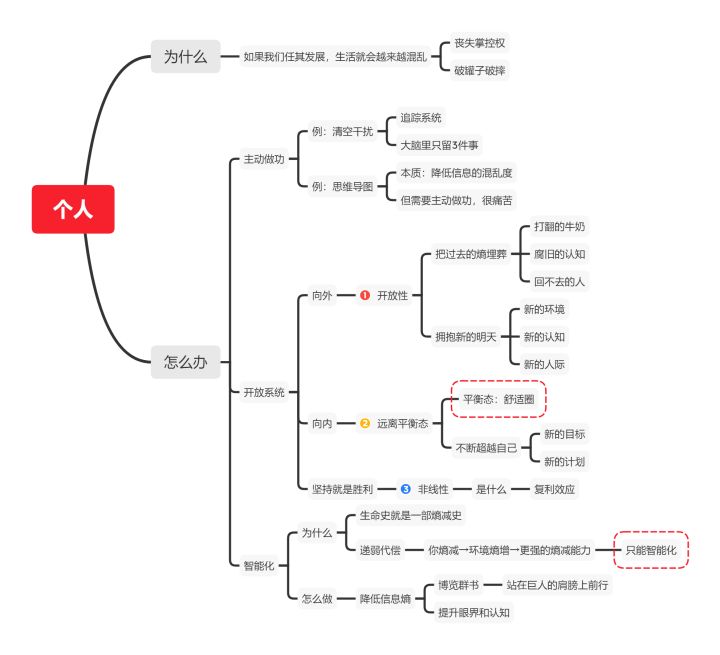 个人
为什么
如果我们任其发展，生活就会越来越混乱
丧失掌控权
破罐子破摔
怎么办
主动做功
例：清空干扰
追踪系统
大脑里只留3件事
例：思维导图
本质：降低信息的混乱度
但需要主动做功，很痛苦
开放系统
向外
1 开放性
把过去的熵埋葬
打翻的牛奶
腐旧的认知
回不去的人
拥抱新的明天
新的环境
新的认知
新的人际
向内
2 远离平衡态
平衡态：舒适圈
不断超越自己
新的目标
新的计划
坚持就是胜利
3 非线性
是什么
复利效应
智能化
为什么
生命史就是一部熵减史
递弱代偿
你熵减→环境熵增→更强的熵减能力
只能智能化
怎么做
降低信息熵
博览群书
站在巨人的肩膀上前行
提升眼界和认知